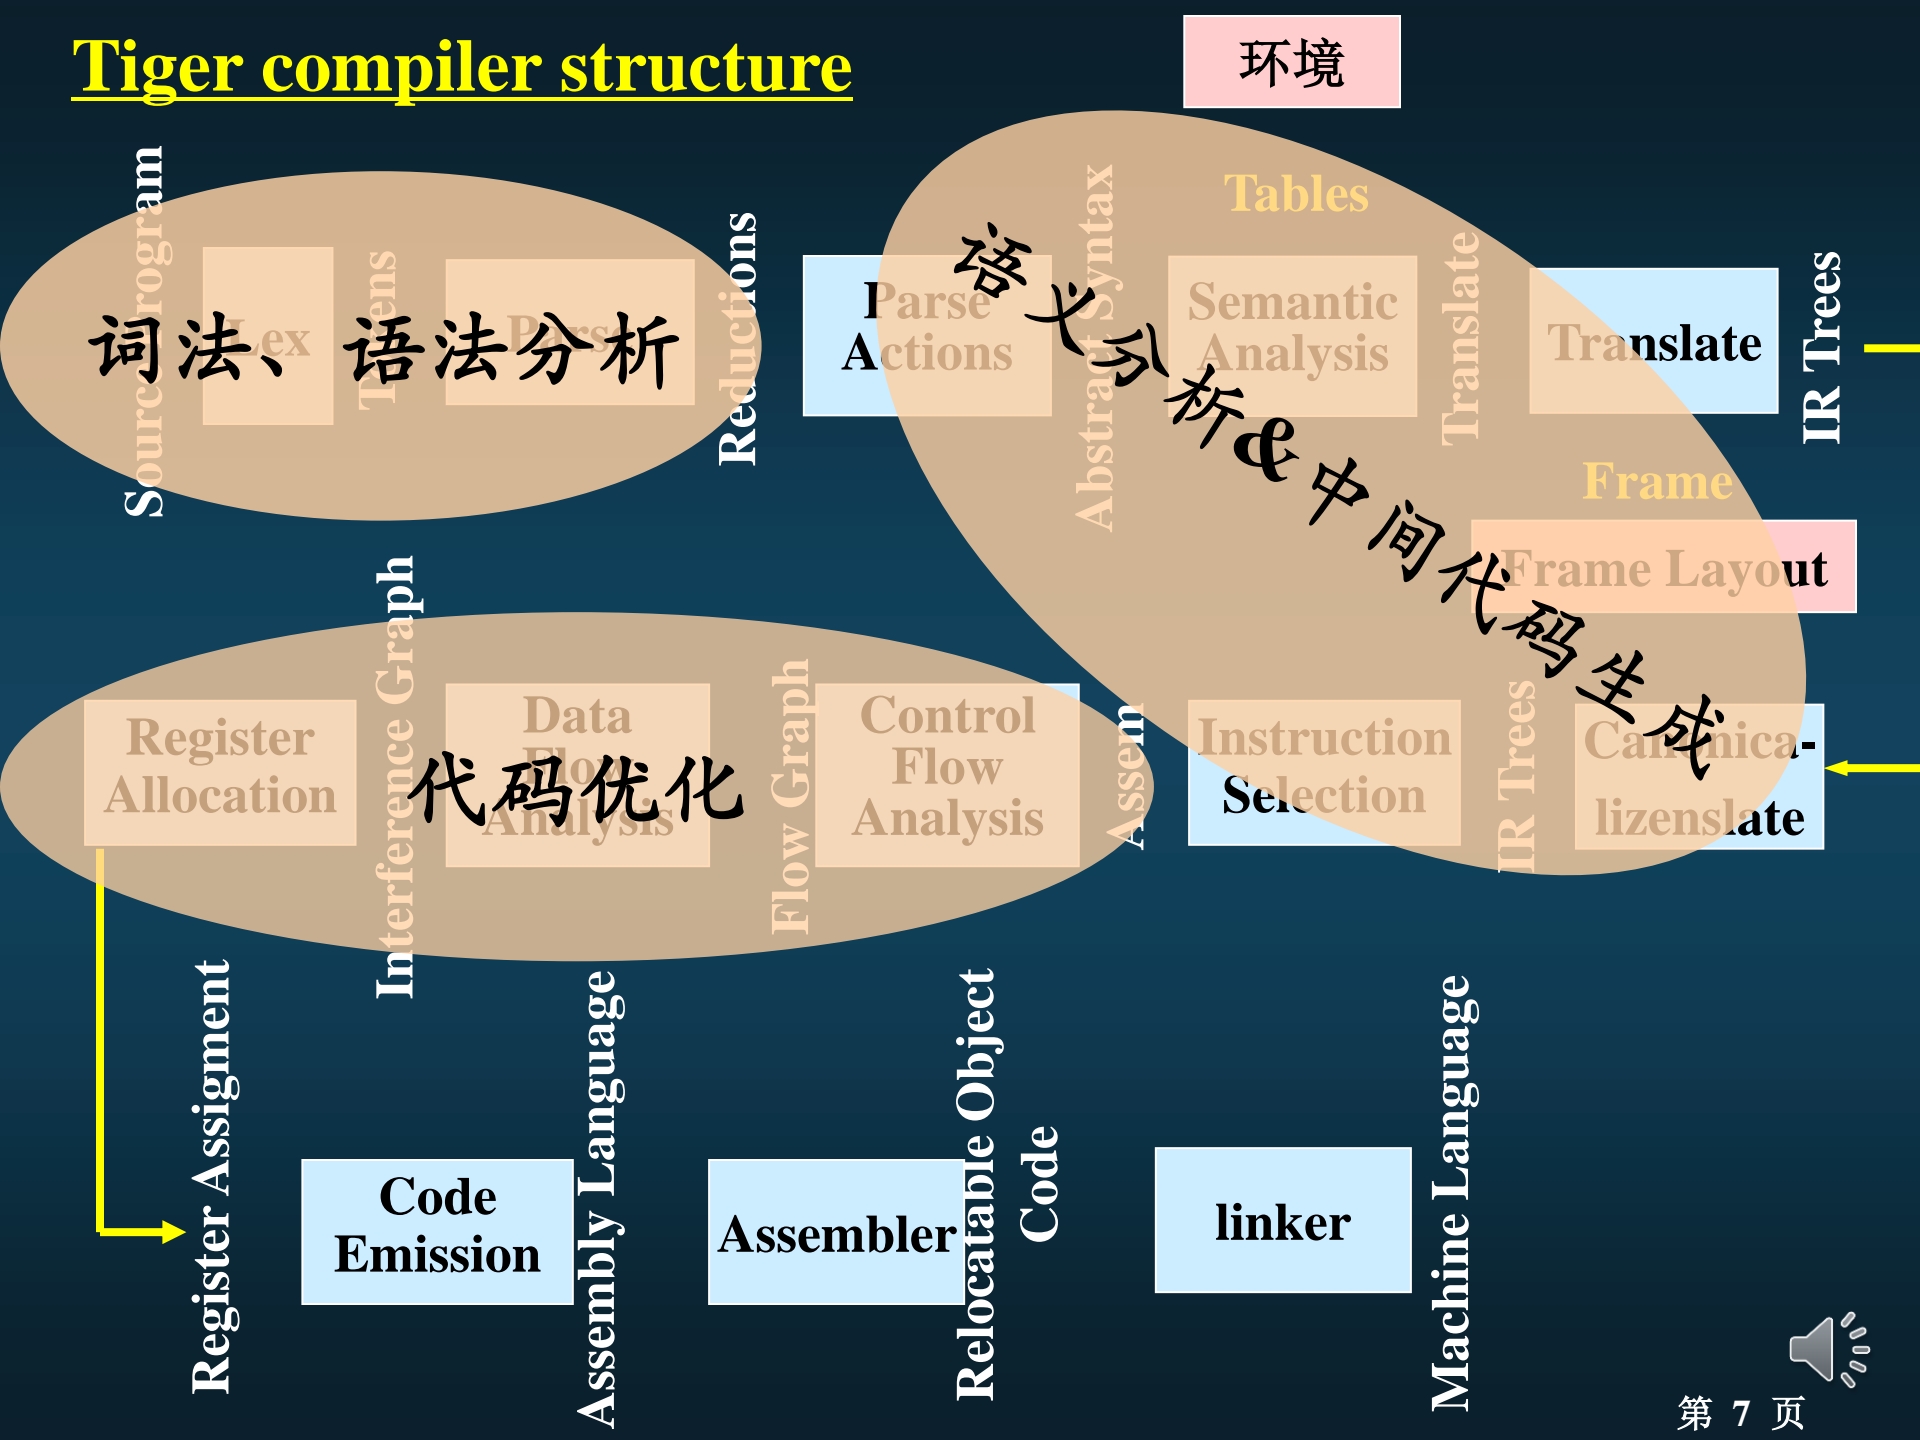 Tiger compiler structure
环境
Source Program
Lex
Tokens
Parse
词法、语法分析
Reductions
Parse
Actions
Abstract Syntax
Tables
Semantic
Analysis
Translate
Translate
IR Trees
语义分析&中间代码生成
Frame
Frame Layout
Register
Allocation
Interference Graph
Data
Flow
Analysis
代码优化
Flow Graph
Control
Flow
Analysis
Assem
Instruction
Selection
IR Trees
Canonica-
lizenslate
Register Assigment
Code
Emission
Assembly Language
Assembler
Relocatable Object
Code
linker
Machine Language
第 7 页